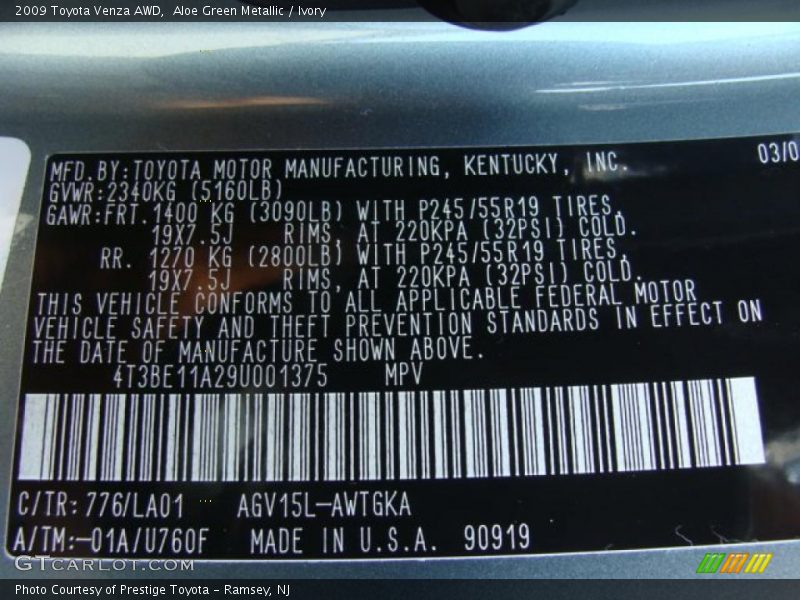 2009 Toyota Venza AWD,  Aloe Green Metallic / Ivory
MFD.BY:TOYOTA MOTOR MANUFACTURING, KENTUCKY, INC. 03/0
GVWR:2340KG (5160LB)
GAWR:FRT.1400 KG (3090LB) WITH P245/55R19 TIRES,
19X7.5J RIMS, AT 220KPA (32PSI) COLD.
RR. 1270 KG (2800LB) WITH P245/55R19 TIRES,
19X7.5J RIMS, AT 220KPA (32PSI) COLD.
THIS VEHICLE CONFORMS TO ALL APPLICABLE FEDERAL MOTOR
VEHICLE SAFETY AND THEFT PREVENTION STANDARDS IN EFFECT ON
THE DATE OF MANUFACTURE SHOWN ABOVE.
4T3BE11A29U001375 MPV
C/TR:776/LA01 AGV15L-AWTGKA
A/TM:-01A/U760F MADE IN U.S.A. 90919
GTCARLOT.COM
Photo Courtesy of Prestige Toyota - Ramsey, NJ